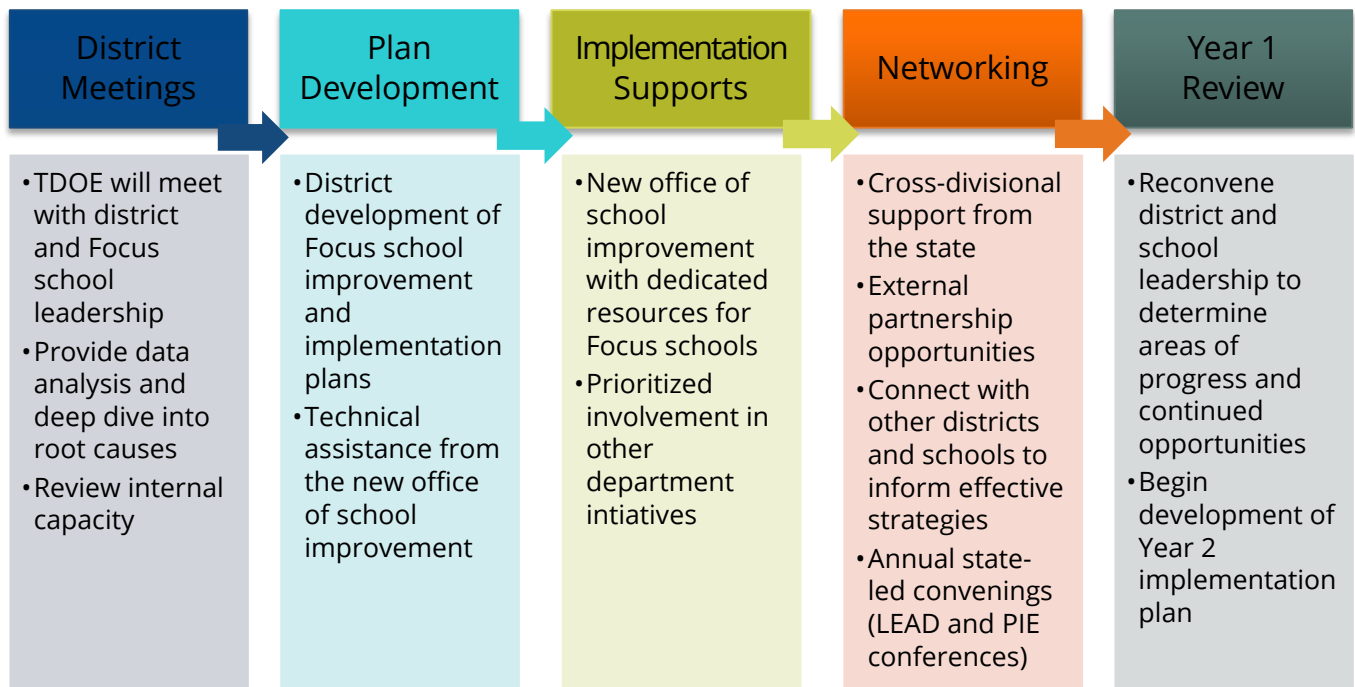 District
Meetings
•TDOE will meet
with district
and Focus
school
leadership
•Provide data
analysis and
deep dive into
root causes
•Review internal
capacity
Plan
Development
•District
development of
Focus school
improvement
and
implementation
plans
•Technical
assistance from
the new office
of school
improvement
Implementation
Supports
•New office of
school
improvement
with dedicated
resources for
Focus schools
•Prioritized
involvement in
other
department
intiatives
Networking
•Cross-divisional
support from
the state
•External
partnership
opportunities
•Connect with
other districts
and schools to
inform effective
strategies
•Annual state-
led convenings
(LEAD and PIE
conferences)
Year 1
Review
•Reconvene
district and
school
leadership to
determine
areas of
progress and
continued
opportunities
•Begin
development of
Year 2
implementation
plan